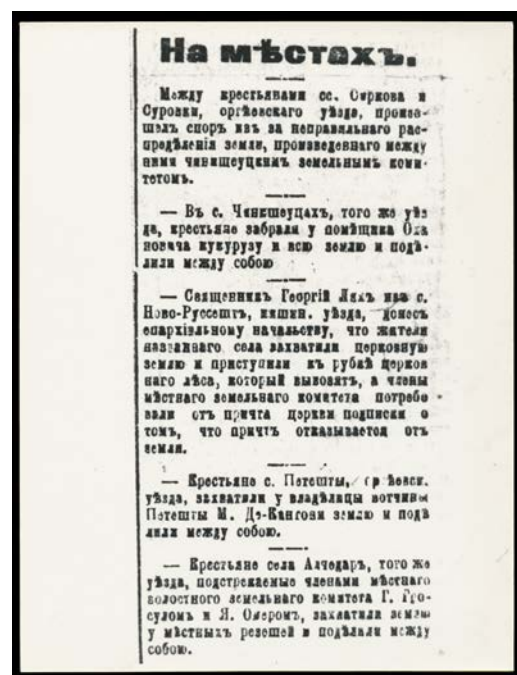 На мѣстахъ.
Между крестьянами сс. Сиркова и
Суровки, оргѣевскаго уѣзда, произо-
шелъ споръ изъ за неправильнаго рас-
предѣленія земли, произведеннаго между
ними чинишеуцкимъ земельнымъ коми-
тетомъ.
— Въ с. Чинишеуцахъ, того же уѣз
да, крестьяне забрали у помѣщика
новича кукурузу и всю землю и подѣ-
лили между собою
— Священникъ Георгій Ляхъ изъ с.
Ново-Руссешты, кишин. уѣзда, донесъ
епархіальному начальству, что жители
названнаго села захватили церковную
землю и приступили къ рубкѣ церков
наго лѣса, который вывозятъ, а члены
мѣстнаго земельнаго комитета потребо
вали отъ причта церкви подписки о
томъ, что причтъ отказывается отъ
земли.
— Крестьяне с. Петешты,
уѣзда, захватили у владѣлицы вотчины
Петешты М. Де-Кангови землю и подѣ
лили между собою.
— Крестьяне села Алчедаръ, того же
уѣзда, подстрекаемые членами мѣстнаго
волостного земельнаго комитета Г. Гро-
суломъ и Я. Омеромъ, захватили землю
у мѣстныхъ резешей и подѣлили между
собою.